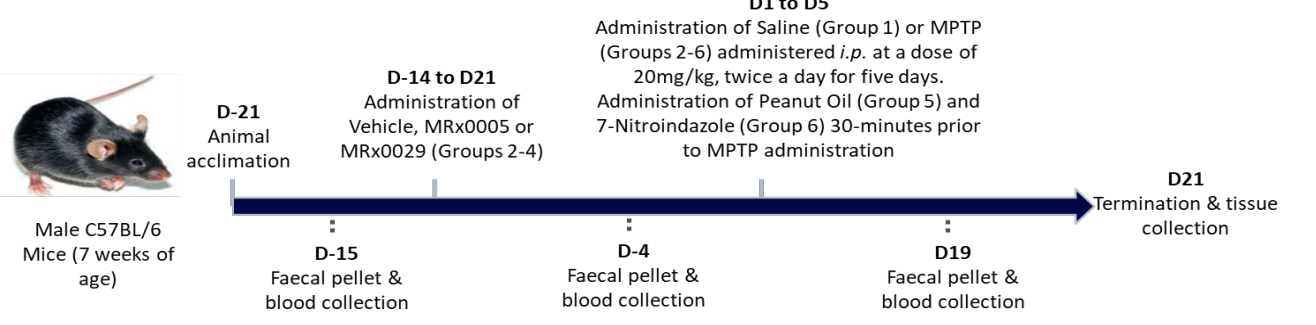 D1 to D5
Administration of Saline (Group 1) or MPTP
(Groups 2-6) administered i.p. at a dose of
20mg/kg, twice a day for five days.
Administration of Peanut Oil (Group 5) and
7-Nitroindazole (Group 6) 30-minutes prior
to MPTP administration
D-14 to D21
Administration of
Vehicle, MRx0005 or
MRx0029 (Groups 2-4)
D-21
Animal
acclimation
D21
Termination & tissue
collection
Male C57BL/6
Mice (7 weeks of
age)
D-15
Faecal pellet &
blood collection
D-4
Faecal pellet &
blood collection
D19
Faecal pellet &
blood collection